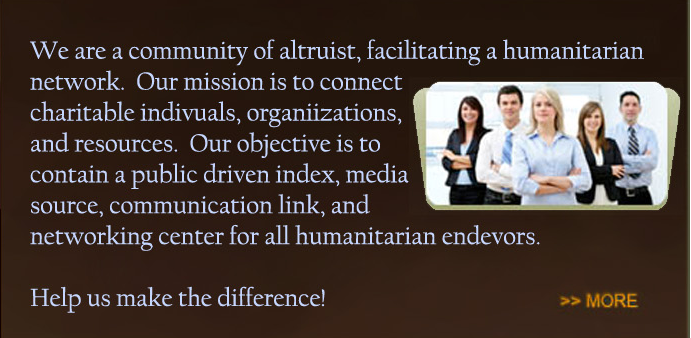 We are a community of altruist, facilitating a humanitarian
network. Our mission is to connect
charitable indivuals, organiizations,
and resources. Our objective is to
contain a public driven index, media
source, communication link, and
networking center for all humanitarian endevors.
Help us make the difference!
>> MORE